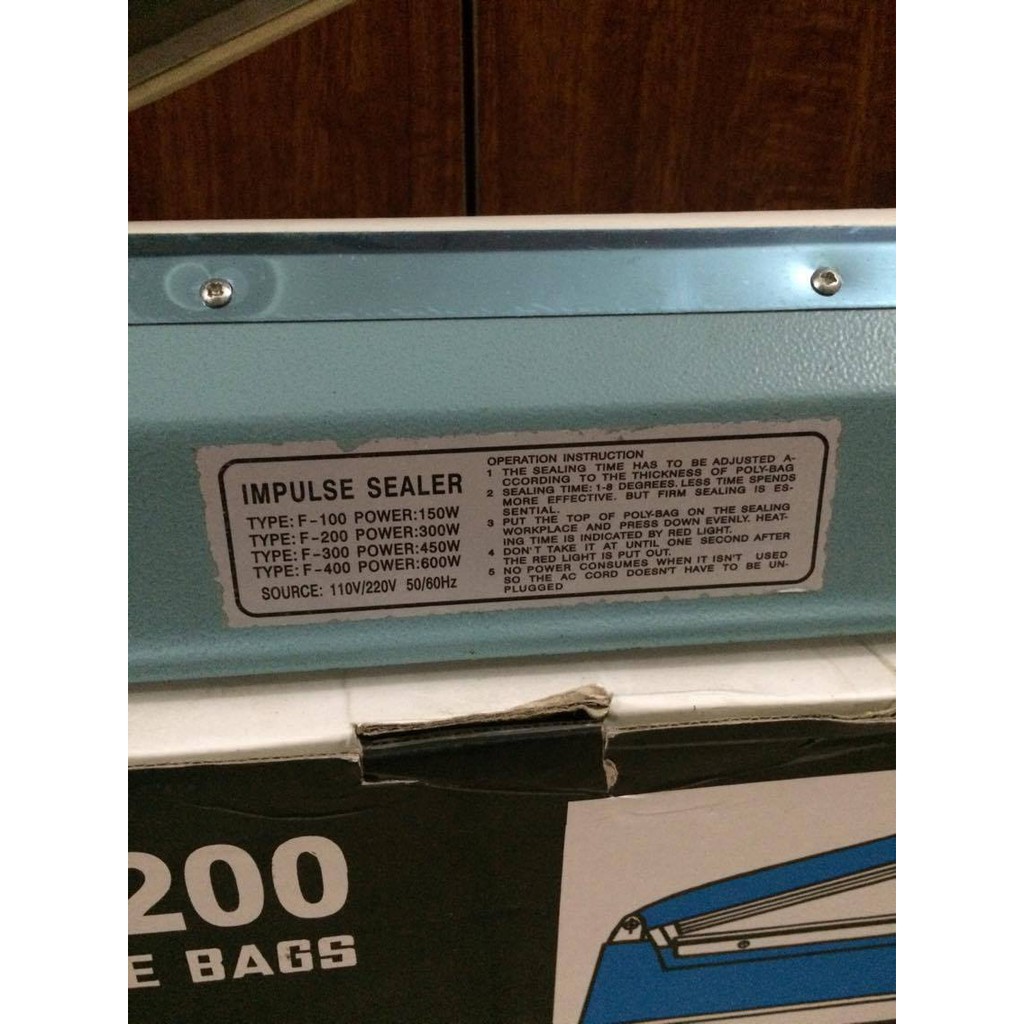 IMPULSE SEALER
TYPE: F-100 POWER:150W
TYPE: F-200 POWER:300W
TYPE: F-300 POWER:450W
TYPE: F-400 POWER:600W
SOURCE: 110V/220V 50/60Hz
OPERATION INSTRUCTION
1 THE SEALING TIME HAS TO BE ADJUSTED A-
CCORDING TO THE THICKNESS OF POLY-BAG
2 SEALING TIME: 1-8 DEGREES. LESS TIME SPENDS
MORE EFFECTIVE. BUT FIRM SEALING IS ES-
SENTIAL.
3 PUT THE TOP OF POLY-BAG ON THE SEALING
WORKPLACE AND PRESS DOWN EVENLY. HEAT-
ING TIME IS INDICATED BY RED LIGHT.
4 DON'T TAKE IT AT UNTIL ONE SECOND AFTER
THE RED LIGHT IS PUT OUT.
5 NO POWER CONSUMES WHEN IT ISN'T USED
SO THE AC CORD DOESN'T HAVE TO BE UN-
PLUGGED
200
E BAGS